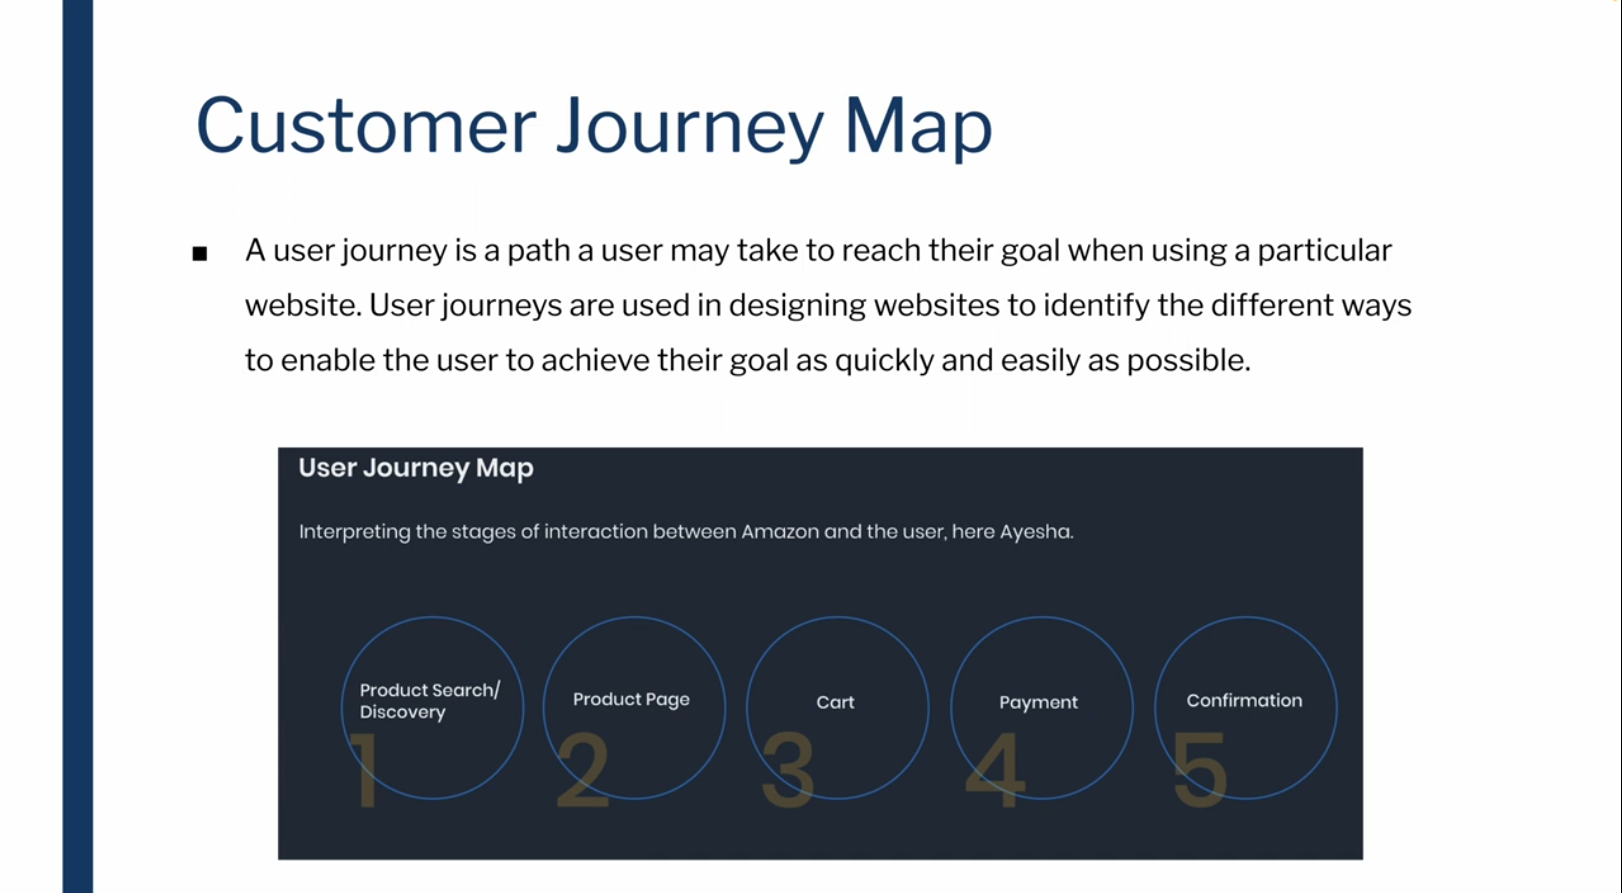 Customer Journey Map
■ A user journey is a path a user may take to reach their goal when using a particular
website. User journeys are used in designing websites to identify the different ways
to enable the user to achieve their goal as quickly and easily as possible.
User Journey Map
Interpreting the stages of interaction between Amazon and the user, here Ayesha.
Product Search/
Discovery
1
Product Page
2
Cart
3
Payment
4
Confirmation
5